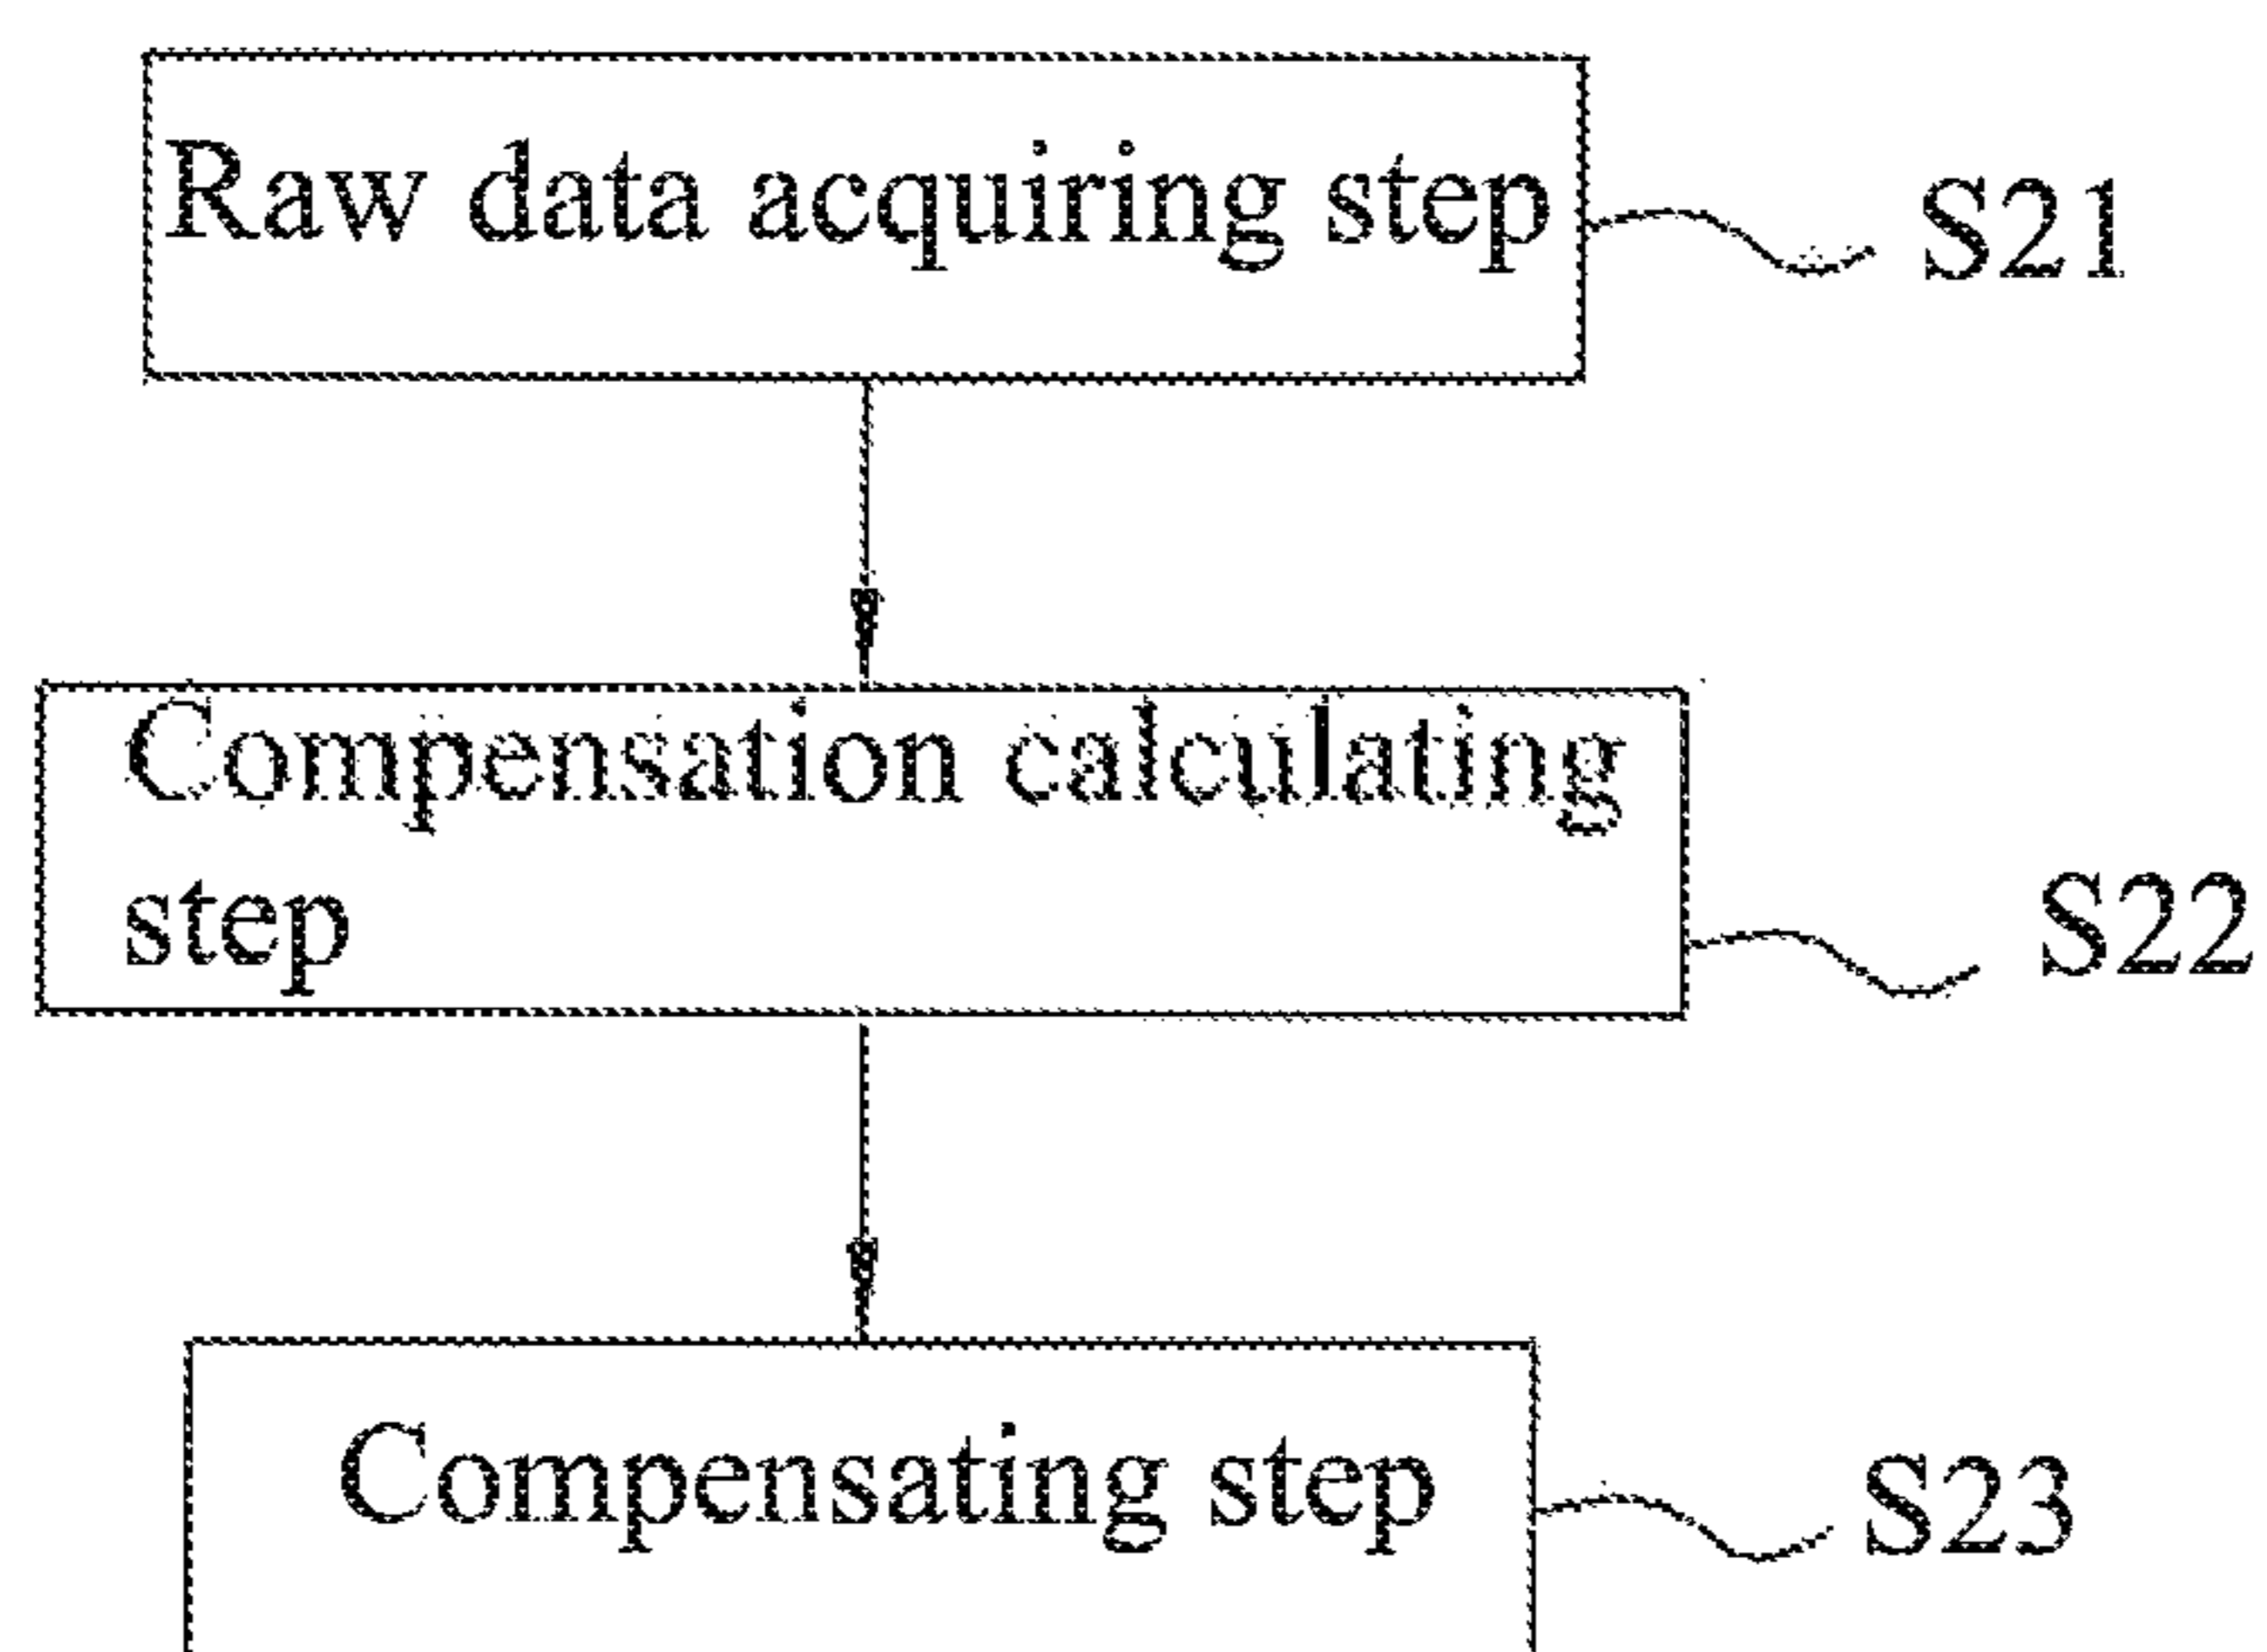 Raw data acquiring step
S21
Compensation calculating
step
S22
Compensating step
S23